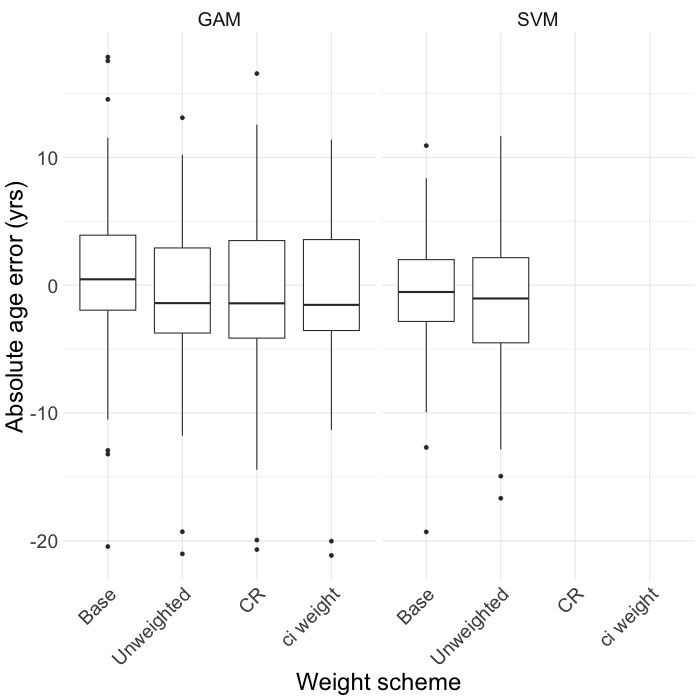 GAM
SVM
Absolute age error (yrs)
10
0
-10
-20
Base
Unweighted
CR
ci weight
Base
Unweighted
CR
ci weight
Weight scheme